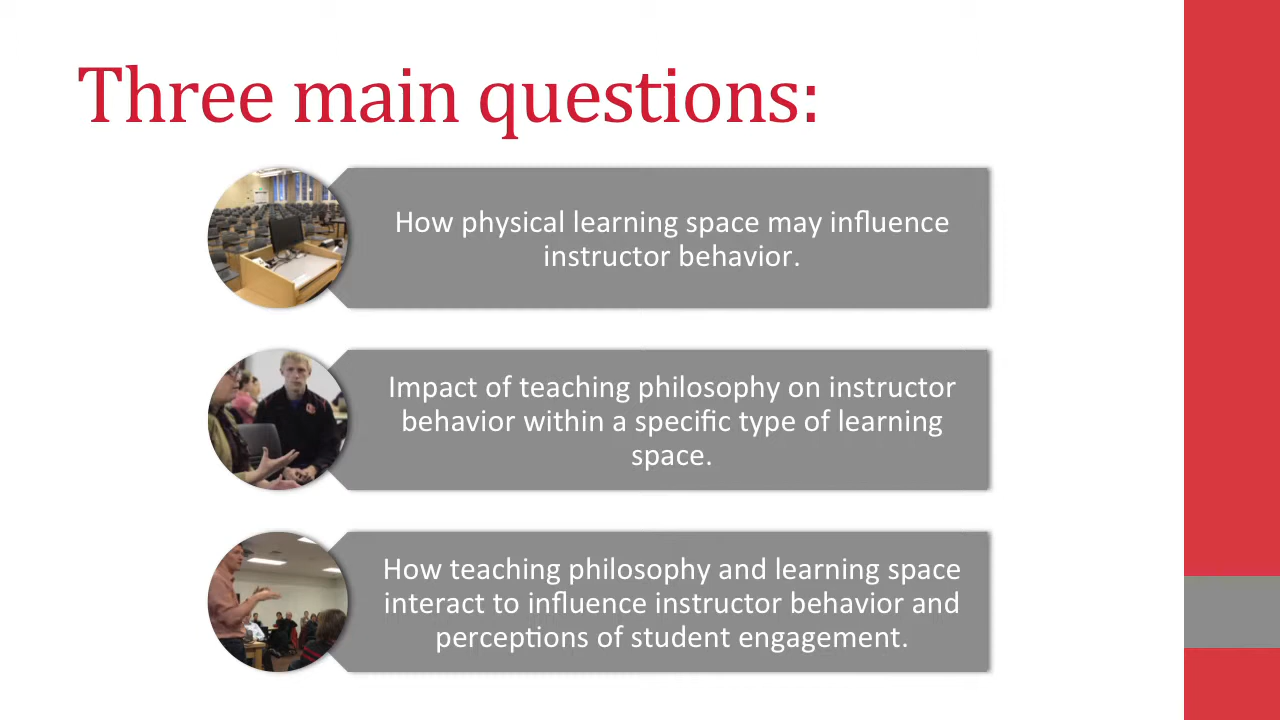 Three main questions:
How physical learning space may influence
instructor behavior.
Impact of teaching philosophy on instructor
behavior within a specific type of learning
space.
How teaching philosophy and learning space
interact to influence instructor behavior and
perceptions of student engagement.